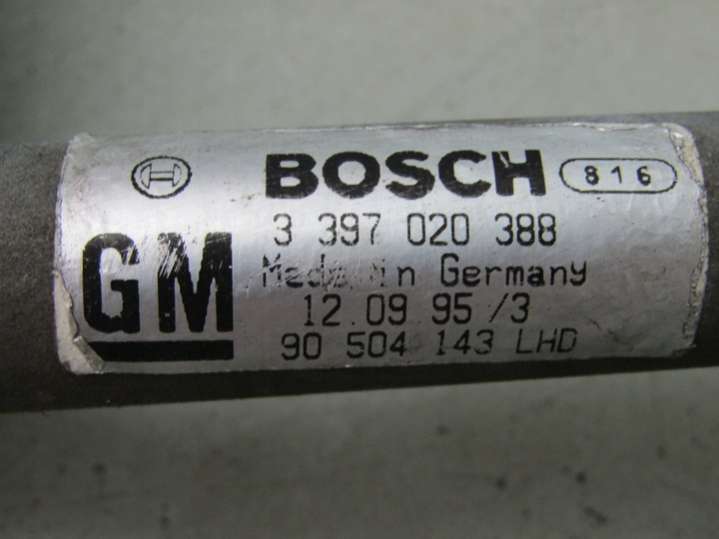 BOSCH 816
GM
3 397 020 388
Made in Germany
12 09 95 /3
90 504 143 LHD